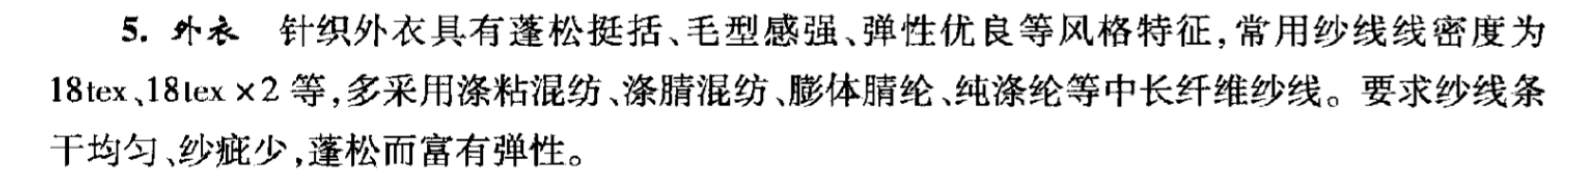 5. 外衣 针织外衣具有蓬松挺括、毛型感强、弹性优良等风格特征,常用纱线线密度为
18tex、18tex×2 等,多采用涤粘混纺、涤腈混纺、膨体腈纶、纯涤纶等中长纤维纱线。要求纱线条
干均匀、纱疵少,蓬松而富有弹性。